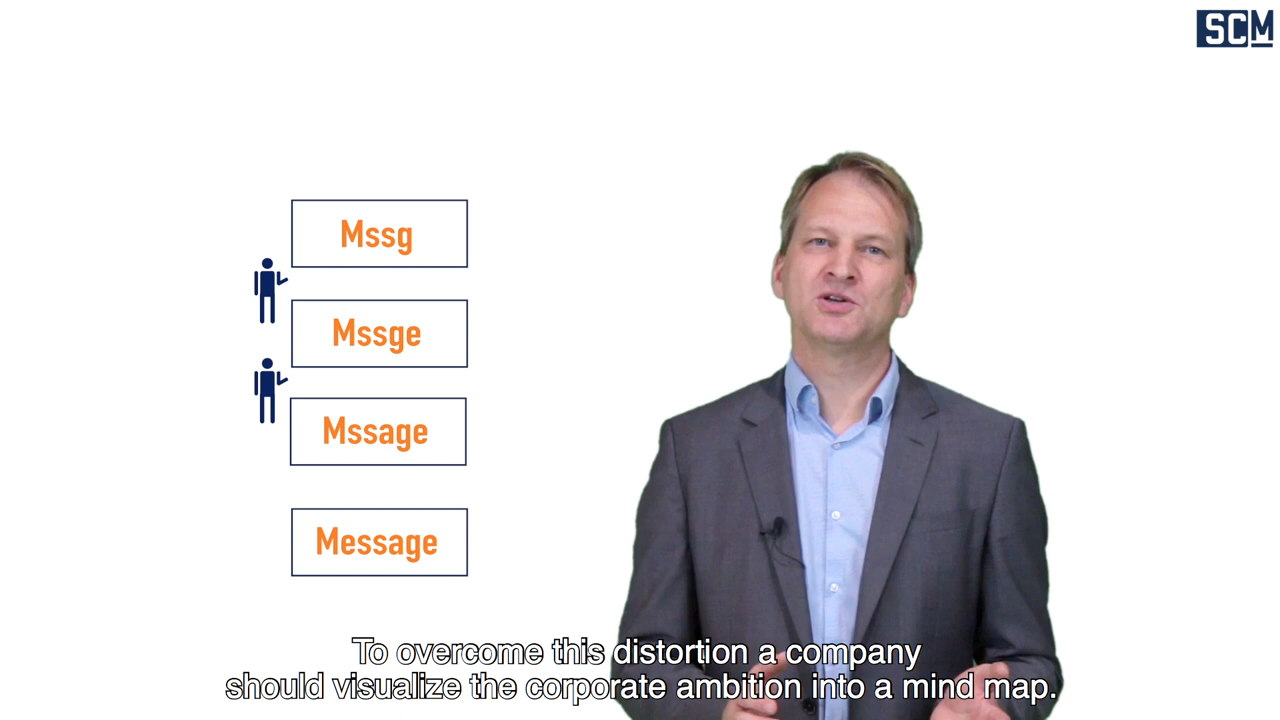 SCM
Mssg
Mssge
Mssage
Message
To overcome this distortion a company
should visualize the corporate ambition into a mind map.